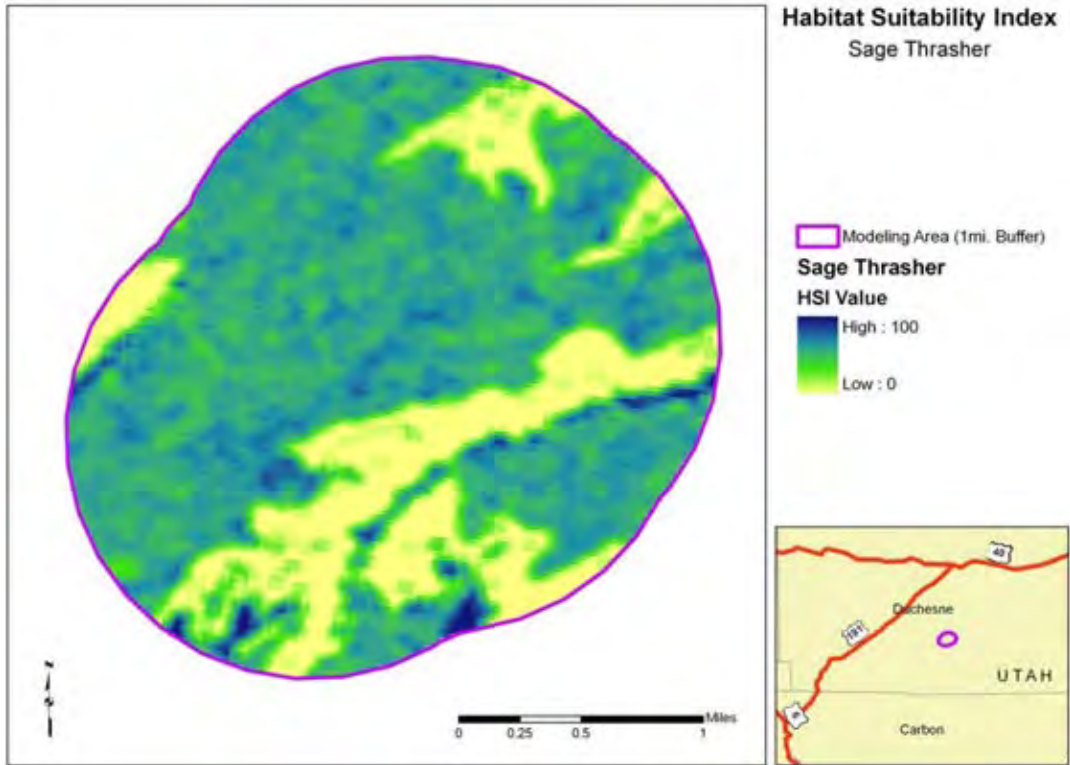 Habitat Suitability Index
Sage Thrasher
Modeling Area (1mi. Buffer)
Sage Thrasher
HSI Value
High : 100
Low : 0
Miles
0 0.25 0.5 1
40
Duchesne
191
UTAH
6
Carbon